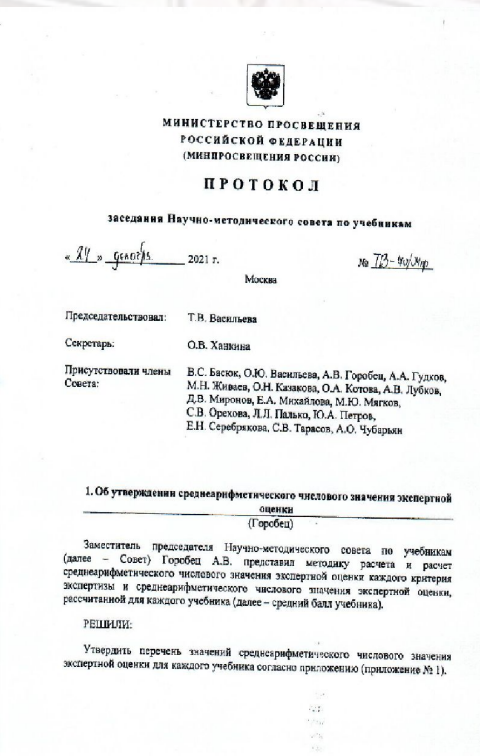 МИНИСТЕРСТВО ПРОСВЕЩЕНИЯ
РОССИЙСКОЙ ФЕДЕРАЦИИ
(МИНПРОСВЕЩЕНИЯ РОССИИ)
ПРОТОКОЛ
заседания Научно-методического совета по учебникам
« 24 » декабря 2021 г. №
Москва
Председательствовал: Т.В. Васильева
Секретарь: О.В. Ханкина
Присутствовали члены Совета: В.С. Басюк, О.Ю. Васильева, А.В. Горобец, А.А. Гудков,
М.Н. Живаев, О.Н. Казакова, О.А. Котова, А.В. Лубков,
Д.В. Миронов, Е.А. Михайлова, М.Ю. Мягков,
С.В. Орехова, Л.Л. Палько, Ю.А. Петров,
Е.Н. Серебрякова, С.В. Тарасов, А.О. Чубарьян
1. Об утверждении среднеарифметического числового значения экспертной
оценки
(Горобец)
Заместитель председателя Научно-методического совета по учебникам
(далее – Совет) Горобец А.В. представил методику расчета и расчет
среднеарифметического числового значения экспертной оценки каждого критерия
экспертизы и среднеарифметического числового значения экспертной оценки,
рассчитанной для каждого учебника (далее – средний балл учебника).
РЕШИЛИ:
Утвердить перечень значений среднеарифметического числового значения
экспертной оценки для каждого учебника согласно приложению (приложение № 1).